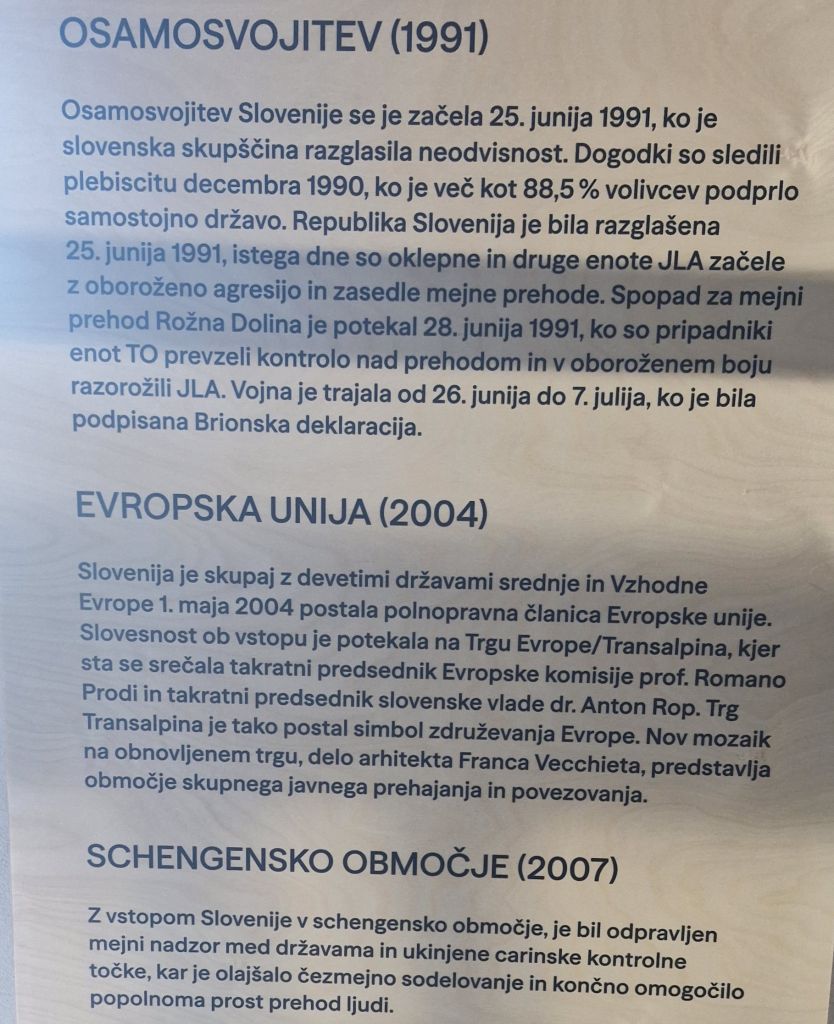 OSAMOSVOJITEV (1991)
Osamosvojitev Slovenije se je začela 25. junija 1991, ko je
slovenska skupščina razglasila neodvisnost. Dogodki so sledili
plebiscitu decembra 1990, ko je več kot 88,5 % volivcev podprlo
samostojno državo. Republika Slovenija je bila razglašena
25. junija 1991, istega dne so oklepne in druge enote JLA začele
z oboroženo agresijo in zasedle mejne prehode. Spopad za mejni
prehod Rožna Dolina je potekal 28. junija 1991, ko so pripadniki
enot TO prevzeli kontrolo nad prehodom in v oboroženem boju
razorožili JLA. Vojna je trajala od 26. junija do 7. julija, ko je bila
podpisana Brionska deklaracija.
EVROPSKA UNIJA (2004)
Slovenija je skupaj z devetimi državami srednje in Vzhodne
Evrope 1. maja 2004 postala polnopravna članica Evropske unije.
Slovesnost ob vstopu je potekala na Trgu Evrope/Transalpina, kjer
sta se srečala takratni predsednik Evropske komisije prof. Romano
Prodi in takratni predsednik slovenske vlade dr. Anton Rop. Trg
Transalpina je tako postal simbol združevanja Evrope. Nov mozaik
na obnovljenem trgu, delo arhitekta Franca Vecchieta, predstavlja
območje skupnega javnega prehajanja in povezovanja.
SCHENGENSKO OBMOČJE (2007)
Z vstopom Slovenije v schengensko območje, je bil odpravljen
mejni nadzor med državama in ukinjene carinske kontrolne
točke, kar je olajšalo čezmejno sodelovanje in končno omogočilo
popolnoma prost prehod ljudi.